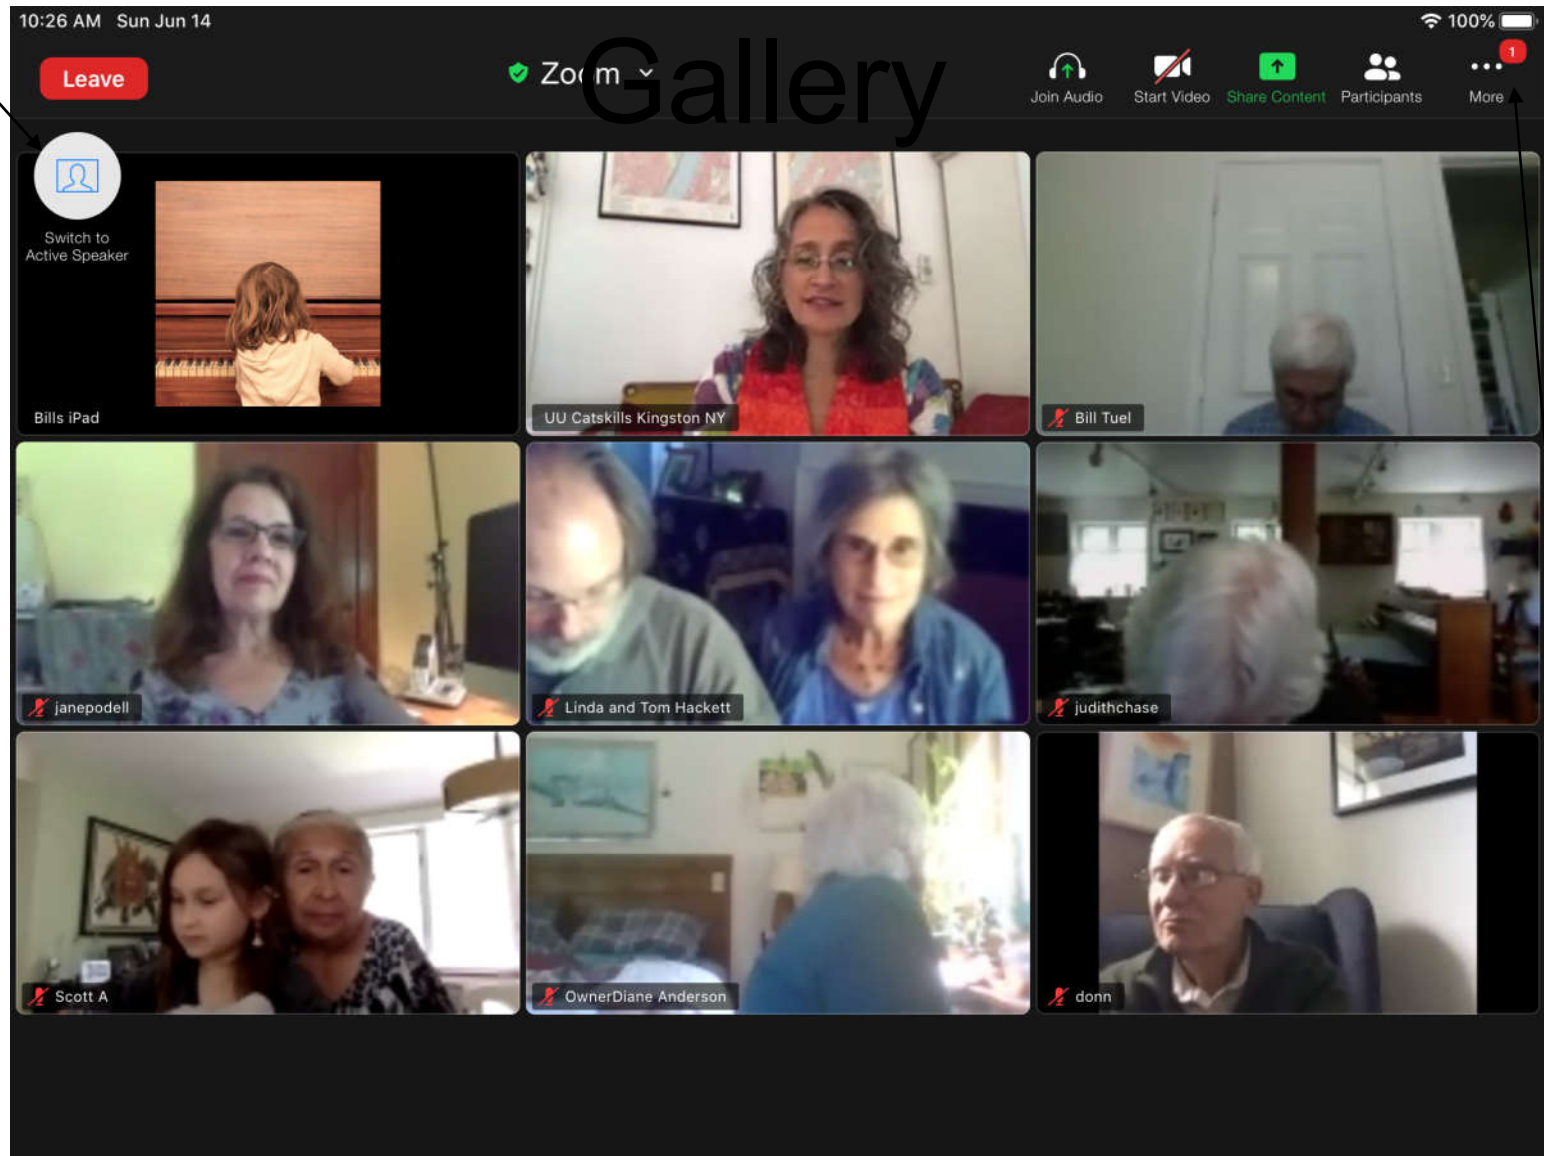 10:26 AM Sun Jun 14
100%
Leave
Zoom
Gallery
Join Audio
Start Video
Share Content
Participants
1
More
Switch to
Active Speaker
Bills iPad
UU Catskills Kingston NY
Bill Tuel
janepodell
Linda and Tom Hackett
judithchase
Scott A
OwnerDiane Anderson
donn